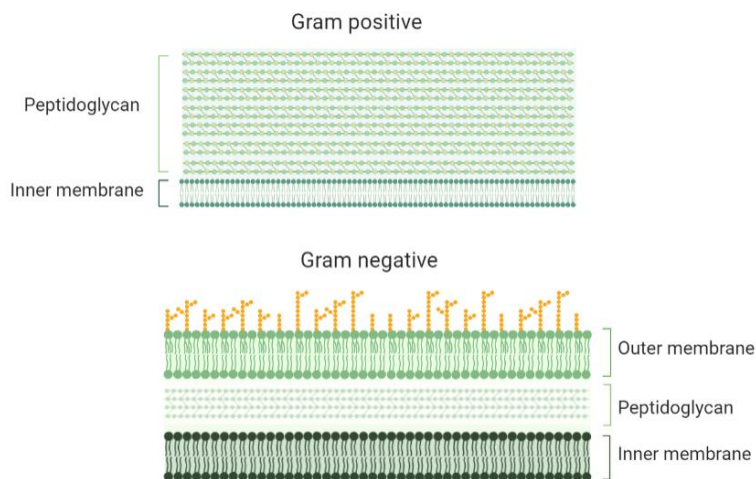 Gram positive
Peptidoglycan
Inner membrane
Gram negative
Outer membrane
Peptidoglycan
Inner membrane